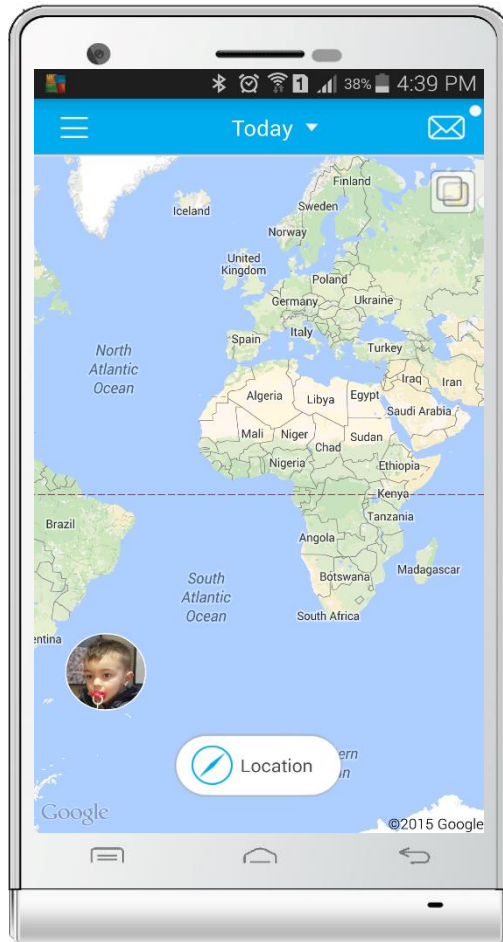 1 38% 4:39 PM
Today
Finland
Iceland
Sweden
Norway
United
Kingdom
Poland
Germany
Ukraine
Spain
Italy
Turkey
North
Atlantic
Ocean
Iraq
Iran
Algeria
Libya
Egypt
Saudi Arabia
Mali
Niger
Chad
Sudan
Nigeria
Ethiopia
Kenya
Brazil
Tanzania
Angola
Madagascar
Botswana
South
Atlantic
Ocean
South Africa
entina
Location
ern
n
Google
©2015 Google